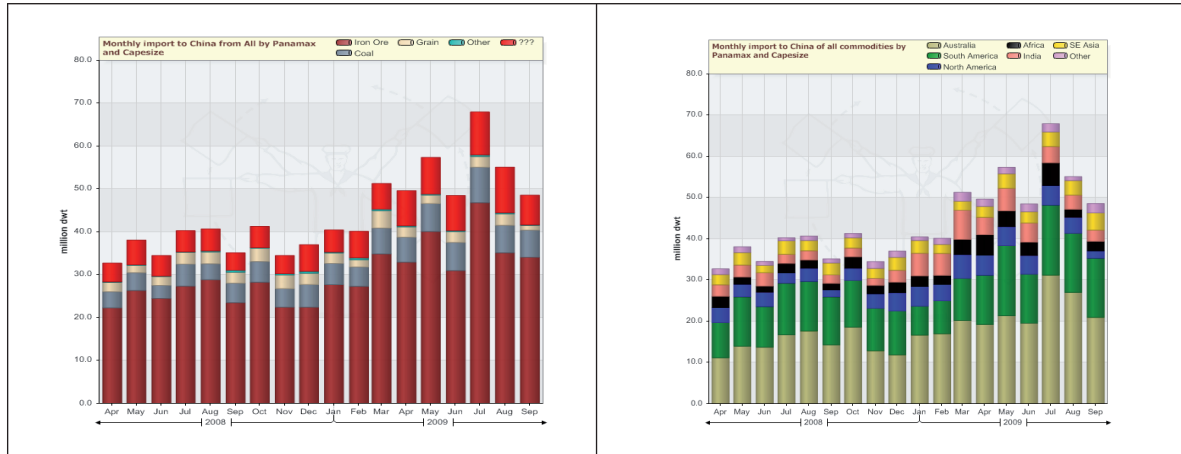 Monthly import to China from All by Panamax
and Capesize
Iron Ore
Grain
Other
???
Coal
80.0
70.0
60.0
50.0
40.0
30.0
20.0
10.0
0.0
million dwt
Apr May Jun Jul Aug Sep Oct Nov Dec Jan Feb Mar Apr May Jun Jul Aug Sep
2008 2009
Monthly import to China of all commodities by
Panamax and Capesize
Australia
Africa
SE Asia
South America
India
Other
North America
80.0
70.0
60.0
50.0
40.0
30.0
20.0
10.0
0.0
million dwt
Apr May Jun Jul Aug Sep Oct Nov Dec Jan Feb Mar Apr May Jun Jul Aug Sep
2008 2009